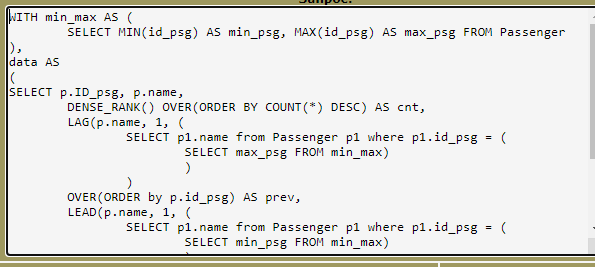 WITH min_max AS (
SELECT MIN(id_psg) AS min_psg, MAX(id_psg) AS max_psg FROM Passenger
),
data AS
(
SELECT p.ID_psg, p.name,
DENSE_RANK() OVER(ORDER BY COUNT(*) DESC) AS cnt,
LAG(p.name, 1, (
SELECT p1.name from Passenger p1 where p1.id_psg = (
SELECT max_psg FROM min_max)
)
)
OVER(ORDER by p.id_psg) AS prev,
LEAD(p.name, 1, (
SELECT p1.name from Passenger p1 where p1.id_psg = (
SELECT min_psg FROM min_max)